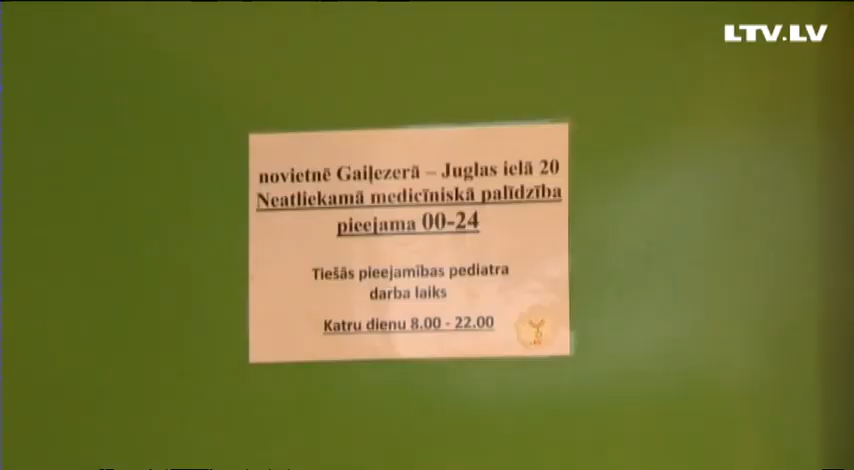 LTV.LV
novietnē Gaiļezerā – Juglas ielā 20
Neatliekamā medicīniskā palīdzība
pieejama 00-24
Tiešās pieejamības pediatra
darba laiks
Katru dienu 8.00 - 22.00